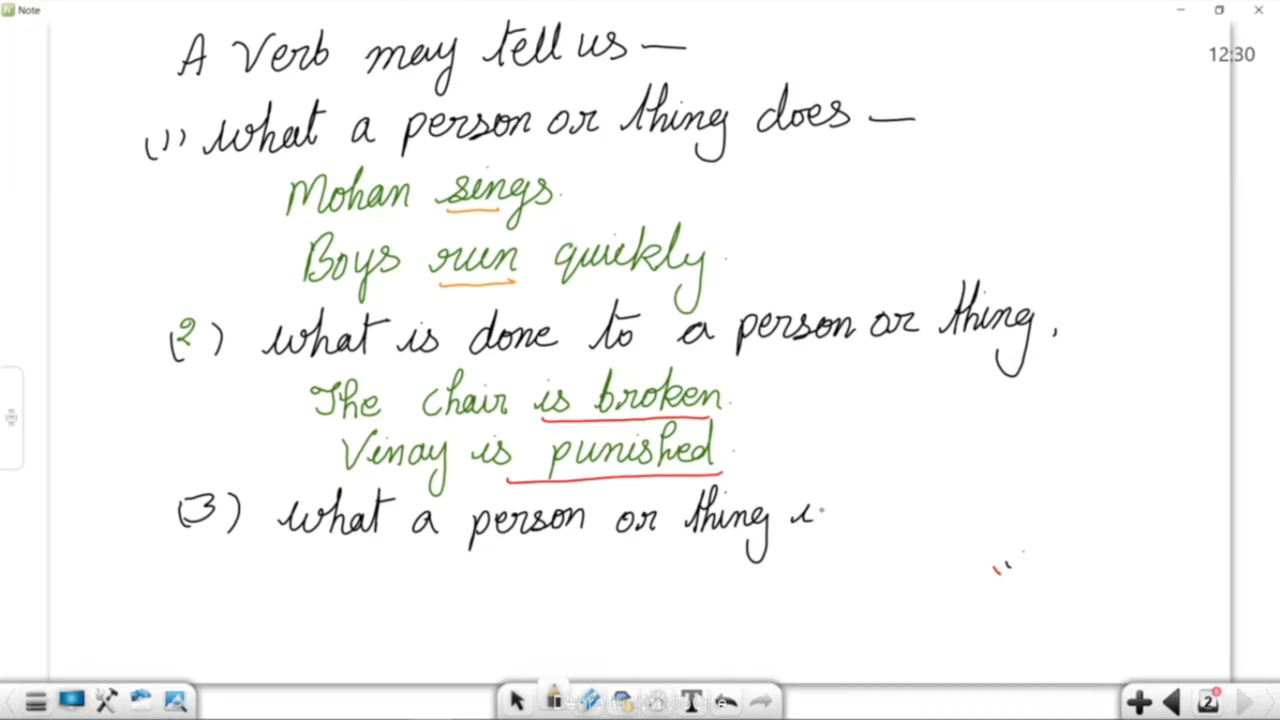 Note
12:30
A Verb may tell us —
(1) what a person or thing does —
Mohan sings.
Boys run quickly.
(2) what is done to a person or thing.
The chair is broken.
Vinay is punished.
(3) what a person or thing i
2